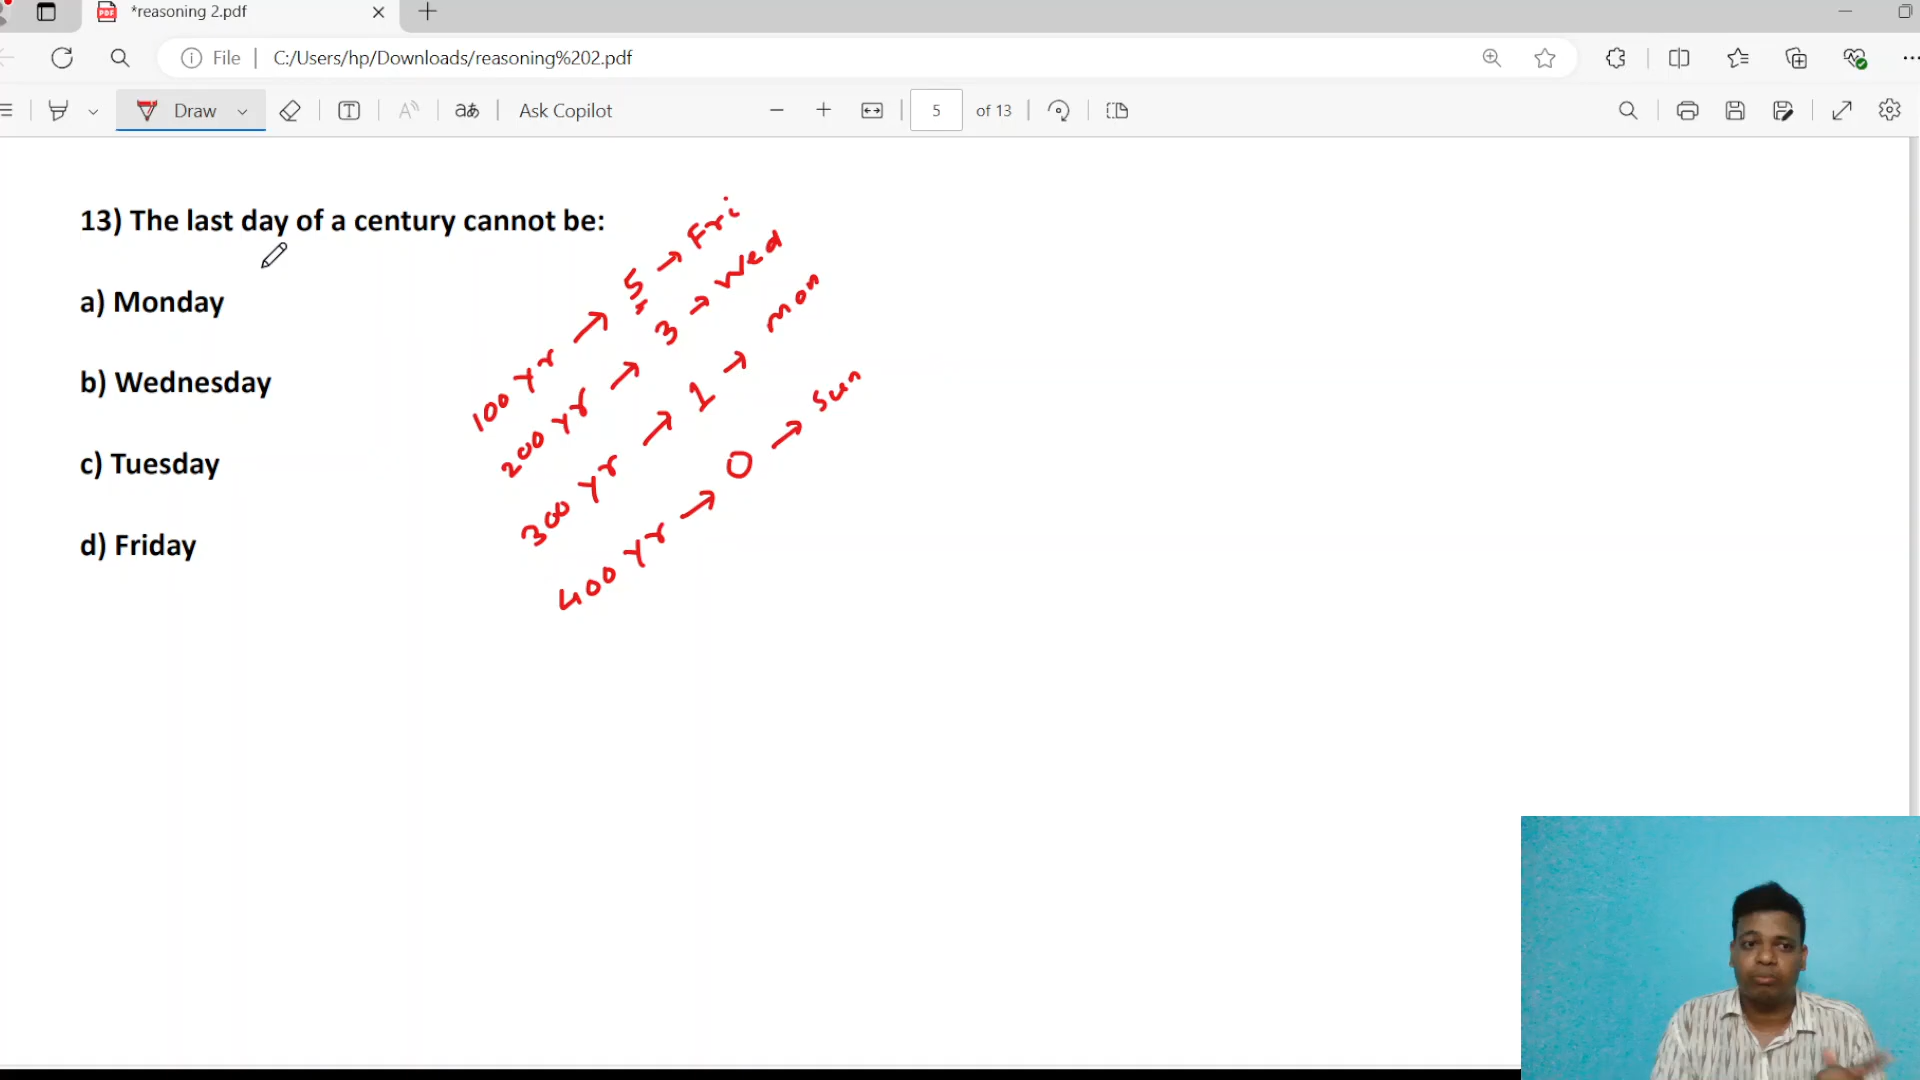 *reasoning 2.pdf
File | C:/Users/hp/Downloads/reasoning%202.pdf
Draw
aあ
Ask Copilot
5 of 13
13) The last day of a century cannot be:
a) Monday
b) Wednesday
c) Tuesday
d) Friday
100 yr → 5 → Fri
200 yr → 3 → Wed
300 yr → 1 → mon
400 yr → 0 → sun